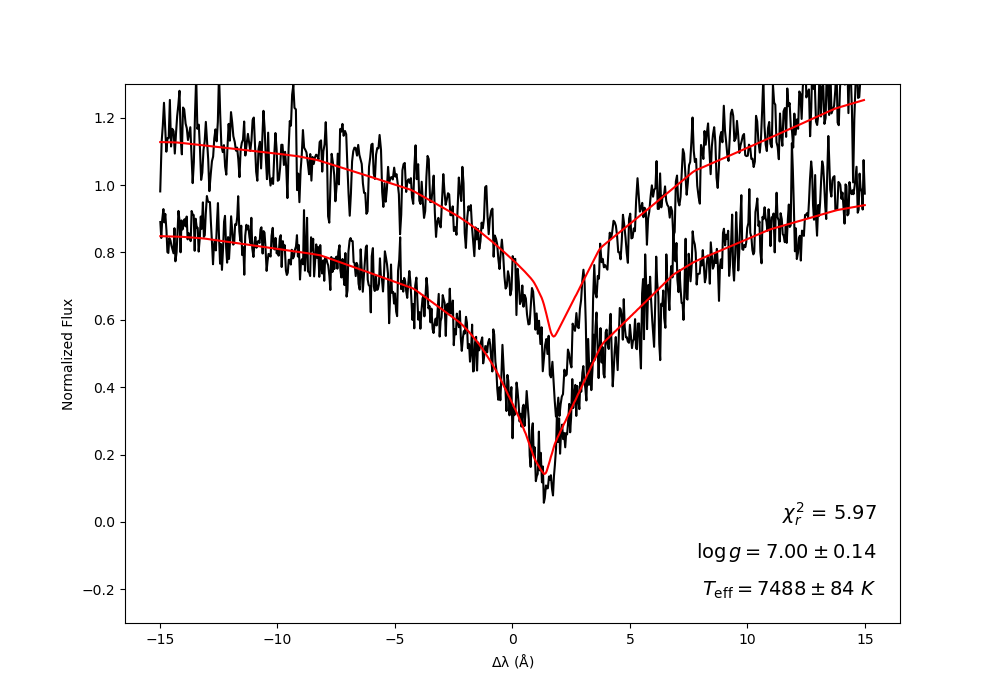 1.2
1.0
0.8
0.6
0.4
0.2
0.0
−0.2
Normalized Flux
χ²ᵣ = 5.97
log g = 7.00 ± 0.14
T_eff = 7488 ± 84 K
−15 −10 −5 0 5 10 15
Δλ (Å)